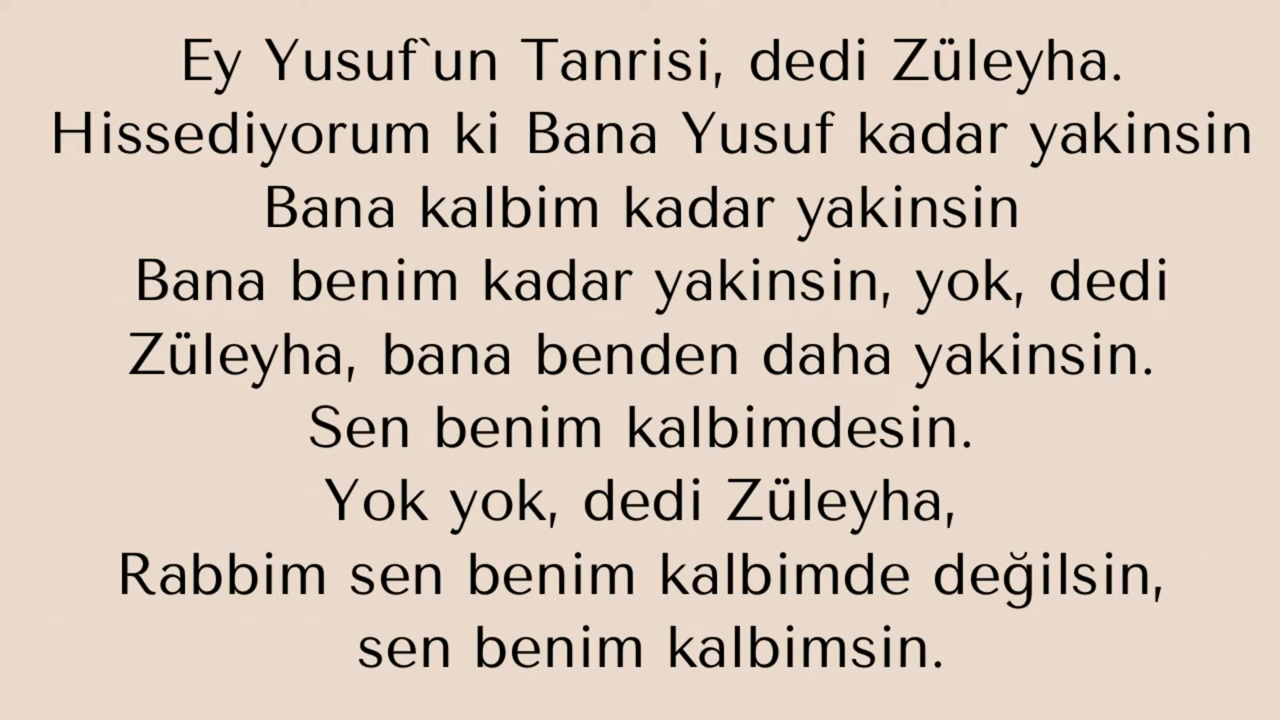 Ey Yusuf`un Tanrisi, dedi Züleyha.
Hissediyorum ki Bana Yusuf kadar yakinsin
Bana kalbim kadar yakinsin
Bana benim kadar yakinsin, yok, dedi
Züleyha, bana benden daha yakinsin.
Sen benim kalbimdesin.
Yok yok, dedi Züleyha,
Rabbim sen benim kalbimde değilsin,
sen benim kalbimsin.